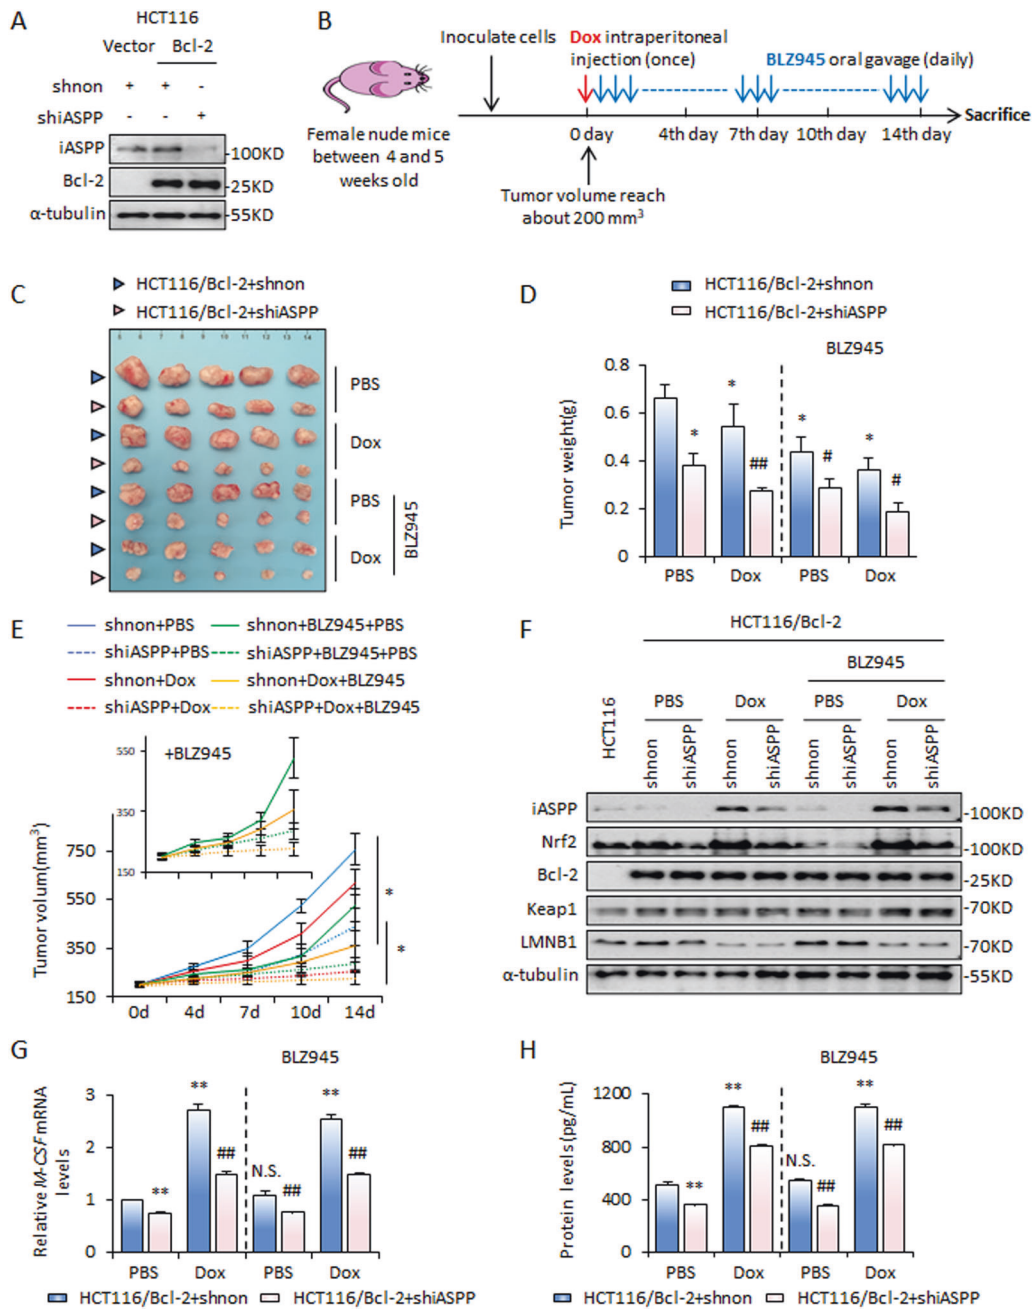 A
HCT116
Vector Bcl-2
shnon + + -
shiASPP - - +
iASPP -100KD
Bcl-2 -25KD
α-tubulin -55KD
B
Inoculate cells
Dox intraperitoneal
injection (once)
BLZ945 oral gavage (daily)
Sacrifice
0 day 4th day 7th day 10th day 14th day
Female nude mice
between 4 and 5
weeks old
Tumor volume reach
about 200 mm³
C
HCT116/Bcl-2+shnon
HCT116/Bcl-2+shiASPP
5 6 7 8 9 10 11 12 13 14
PBS
Dox
PBS
Dox
BLZ945
D
HCT116/Bcl-2+shnon
HCT116/Bcl-2+shiASPP
BLZ945
Tumor weight(g)
0.8
0.6
0.4
0.2
0
* * ## * # * #
PBS Dox PBS Dox
E
shnon+PBS shnon+BLZ945+PBS
shiASPP+PBS shiASPP+BLZ945+PBS
shnon+Dox shnon+Dox+BLZ945
shiASPP+Dox shiASPP+Dox+BLZ945
+BLZ945
550
350
150
Tumor volum(mm³)
750
550
350
150
*
*
0d 4d 7d 10d 14d
F
HCT116/Bcl-2
BLZ945
PBS Dox PBS Dox
HCT116 shnon shiASPP shnon shiASPP shnon shiASPP shnon shiASPP
iASPP -100KD
Nrf2 -100KD
Bcl-2 -25KD
Keap1 -70KD
LMNB1 -70KD
α-tubulin -55KD
G
BLZ945
Relative M-CSF mRNA
levels
3
2
1
0
** ** ## N.S. ## ** ##
PBS Dox PBS Dox
HCT116/Bcl-2+shnon HCT116/Bcl-2+shiASPP
H
BLZ945
Protein levels(pg/mL)
1200
800
400
0
** ** ## N.S. ## ** ##
PBS Dox PBS Dox
HCT116/Bcl-2+shnon HCT116/Bcl-2+shiASPP